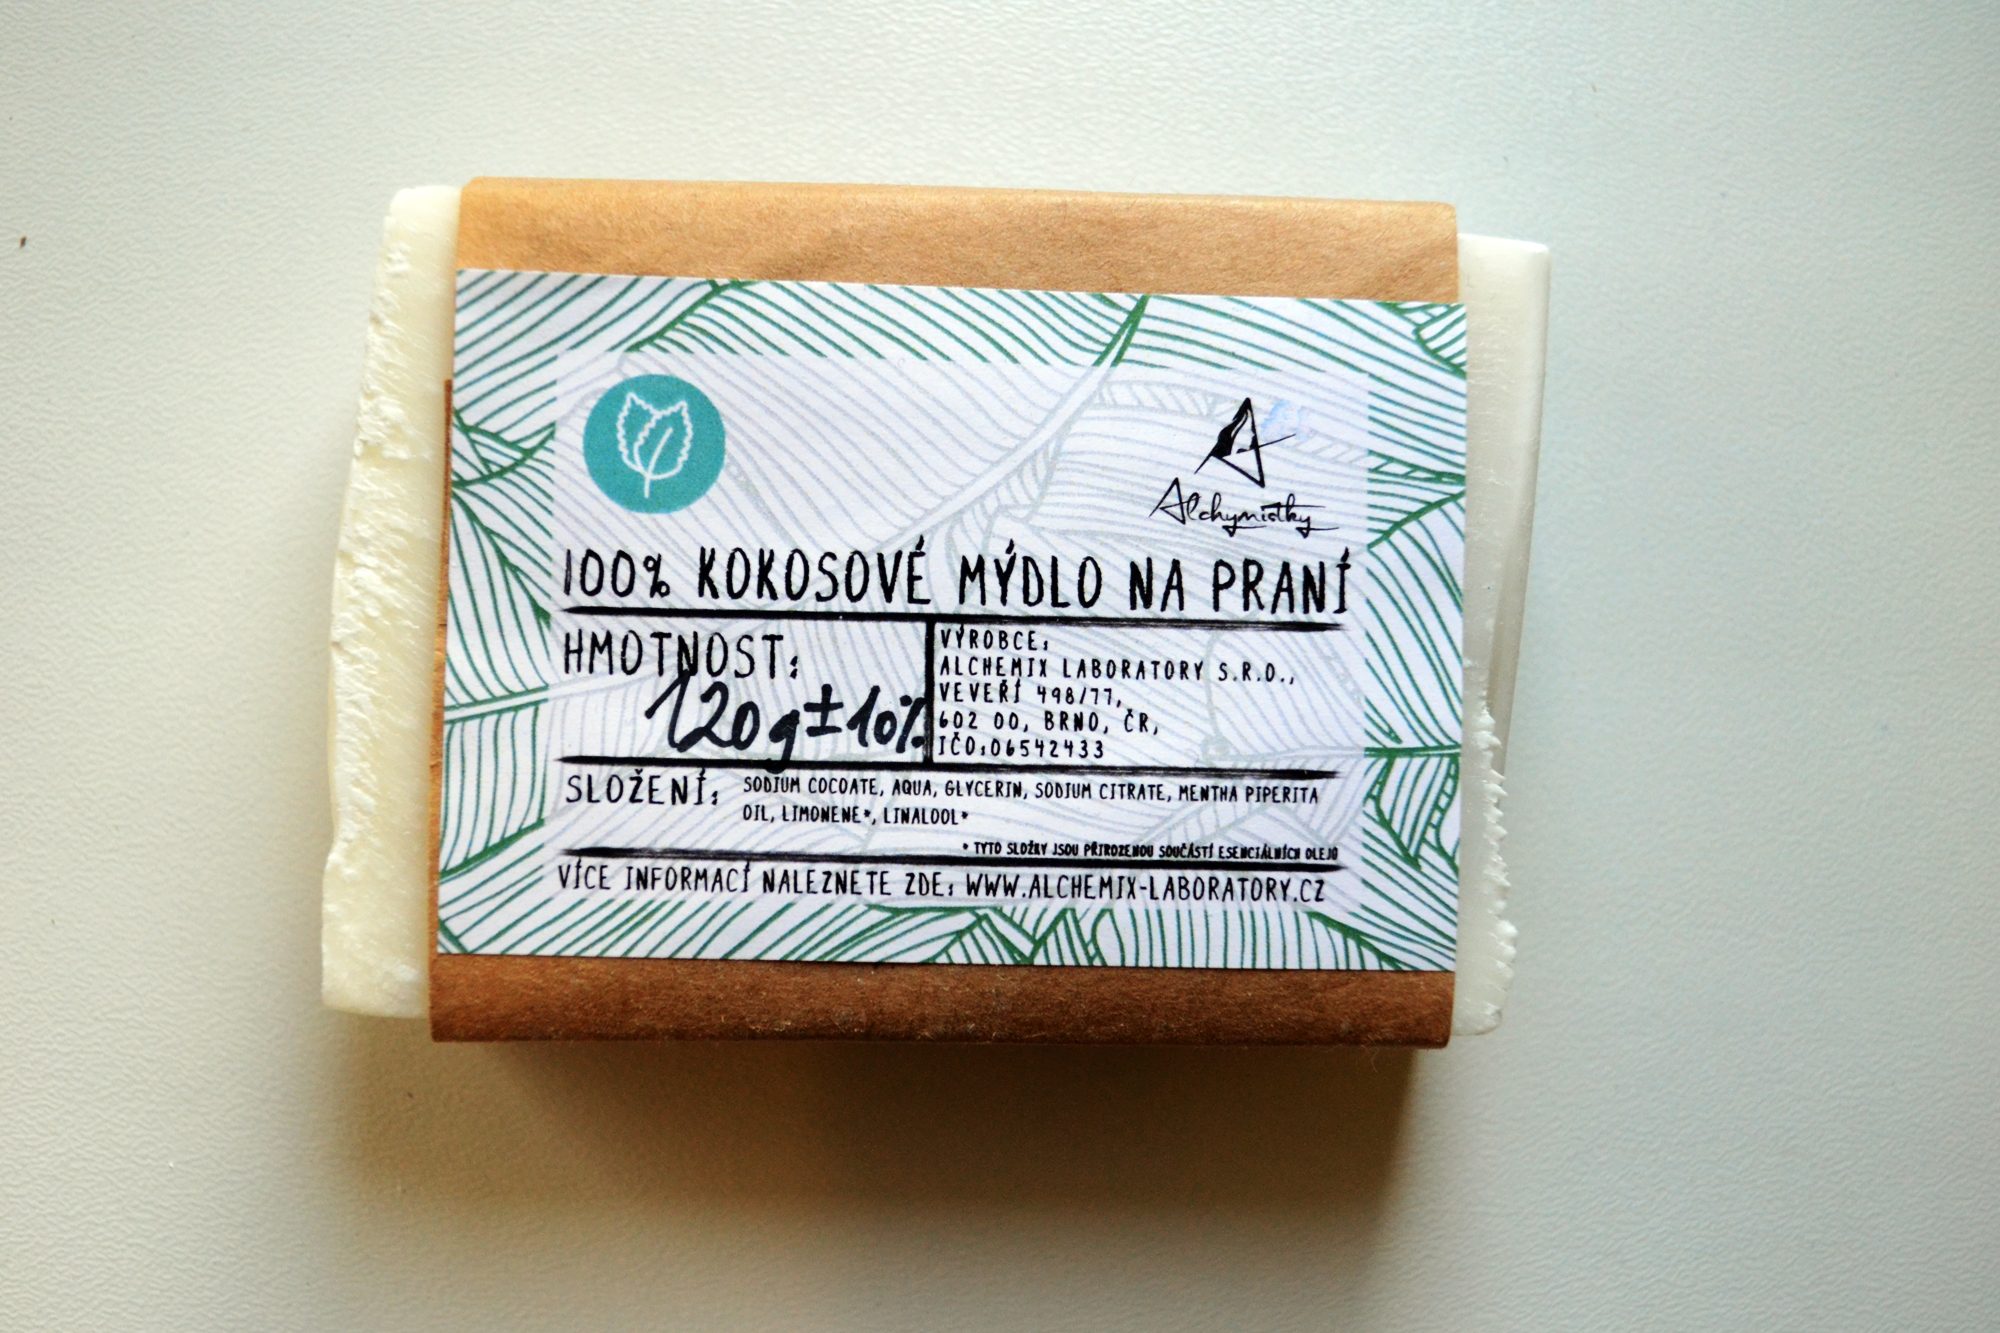 Alchymistky
100% KOKOSOVÉ MÝDLO NA PRANÍ
HMOTNOST:
120g±10%
VÝROBCE:
ALCHEMIX LABORATORY S.R.O.,
VEVEŘÍ 498/77,
602 00, BRNO, ČR,
IČO:06542433
SLOŽENÍ: SODIUM COCOATE, AQUA, GLYCERIN, SODIUM CITRATE, MENTHA PIPERITA
OIL, LIMONENE*, LINALOOL*
* TYTO SLOŽKY JSOU PŘIROZENOU SOUČÁSTÍ ESENCIÁLNÍCH OLEJŮ
VÍCE INFORMACÍ NALEZNETE ZDE: WWW.ALCHEMIX-LABORATORY.CZ